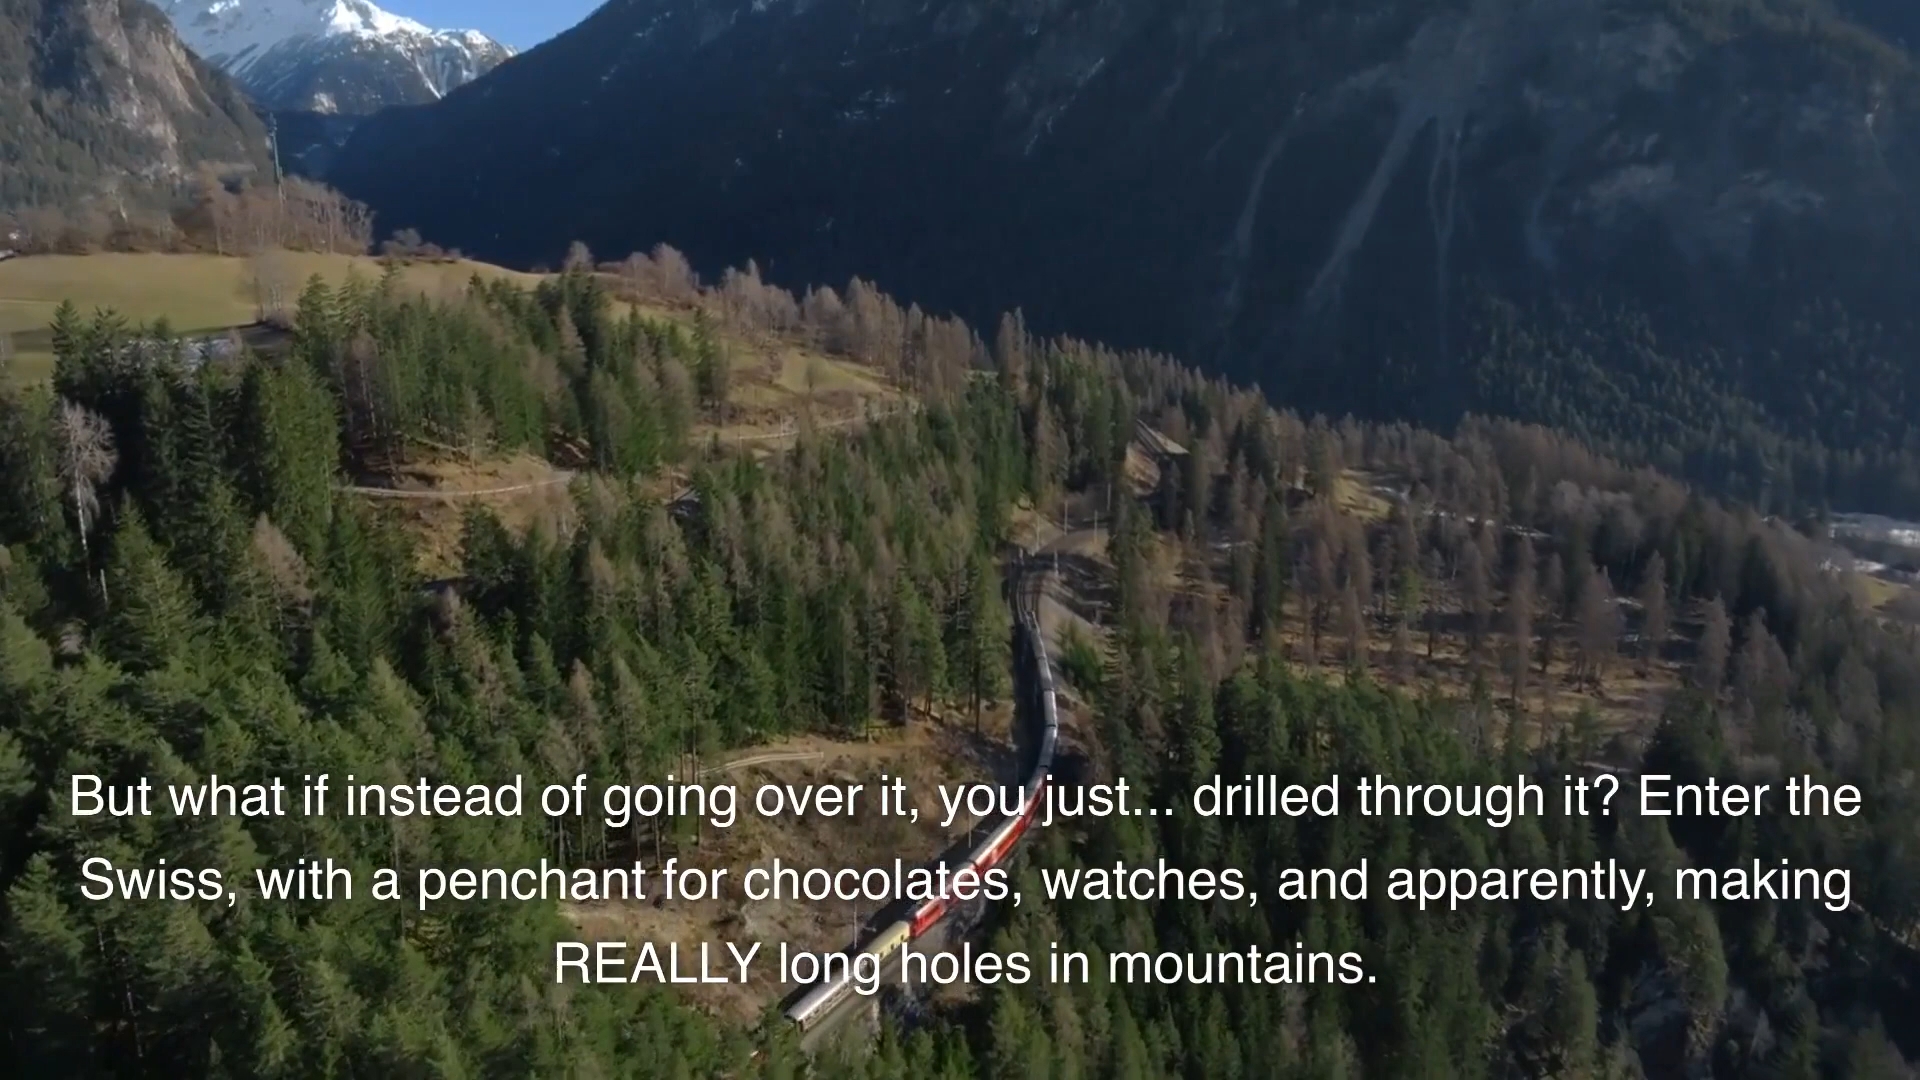 But what if instead of going over it, you just... drilled through it? Enter the
Swiss, with a penchant for chocolates, watches, and apparently, making
REALLY long holes in mountains.